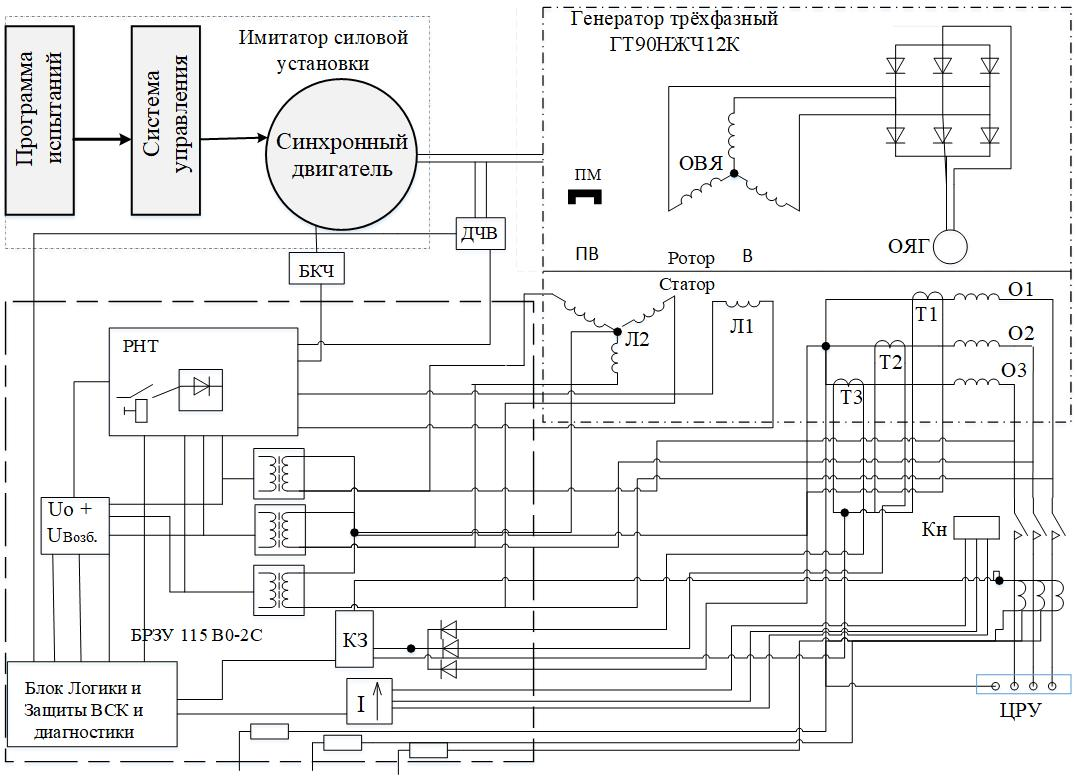 Генератор трёхфазный
ГТ90НЖЧ12К
Имитатор силовой
установки
Программа
испытаний
Система
управления
Синхронный
двигатель
ДЧВ
БКЧ
ПМ
ОВЯ
ПВ
Ротор
В
ОЯГ
Статор
Л2
Л1
О1
Т1
О2
Т2
О3
Т3
РНТ
Uо +
UВозб.
Кн
БРЗУ 115 В0-2С
КЗ
Блок Логики и
Защиты ВСК и
диагностики
I
ЦРУ